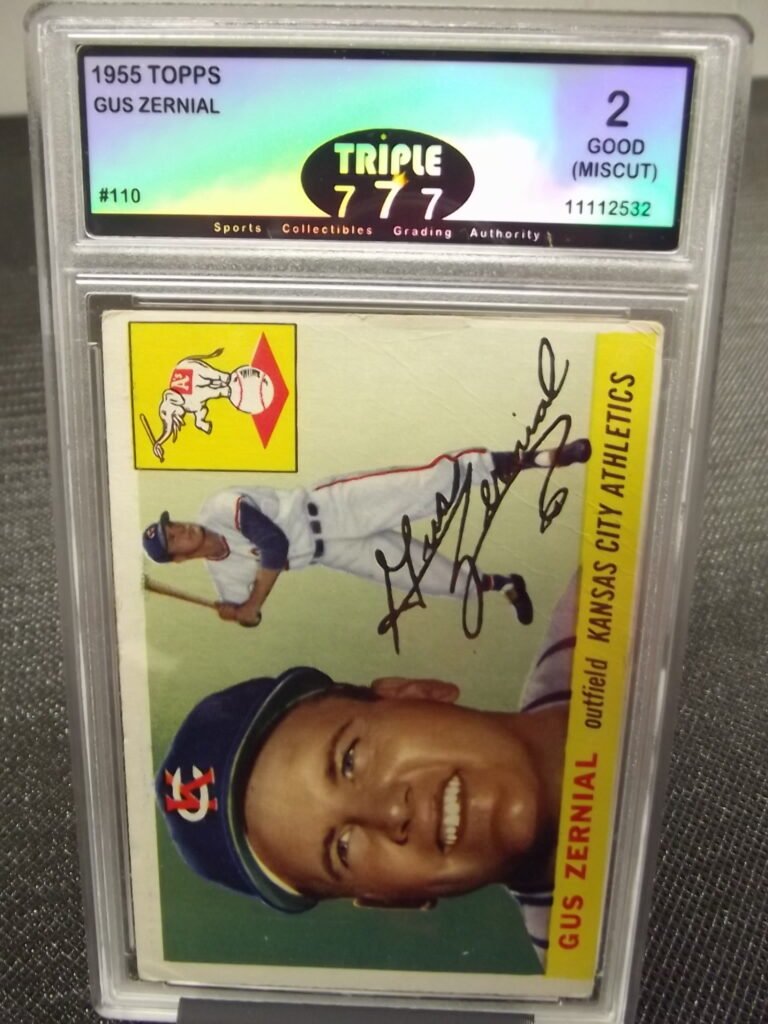 1955 TOPPS
GUS ZERNIAL
#110
TRIPLE
777
Sports Collectibles Grading Authority
2
GOOD
(MISCUT)
11112532
A's
Gus Zernial
KC
GUS ZERNIAL outfield KANSAS CITY ATHLETICS